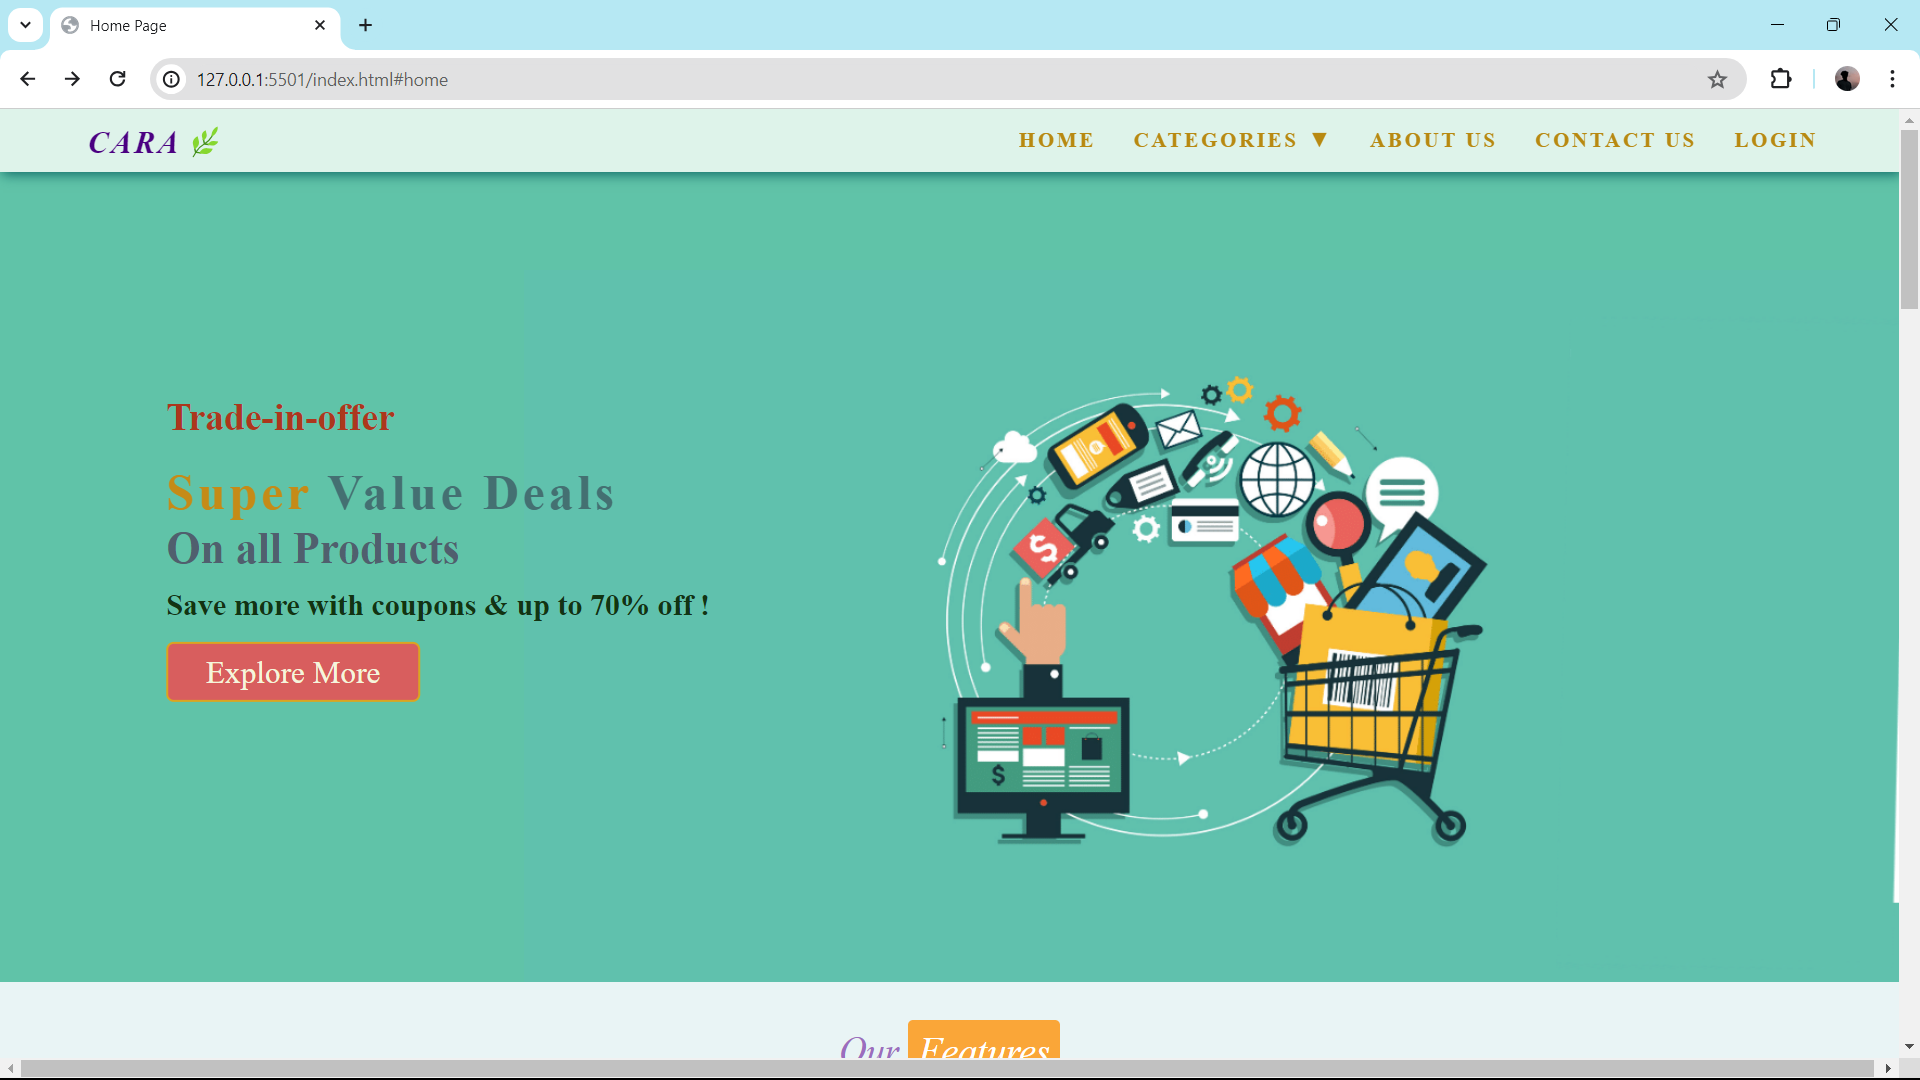 Home Page
127.0.0.1:5501/index.html#home
CARA
HOME CATEGORIES ▼ ABOUT US CONTACT US LOGIN
Trade-in-offer
Super Value Deals
On all Products
Save more with coupons & up to 70% off !
Explore More
$
$
Our Features